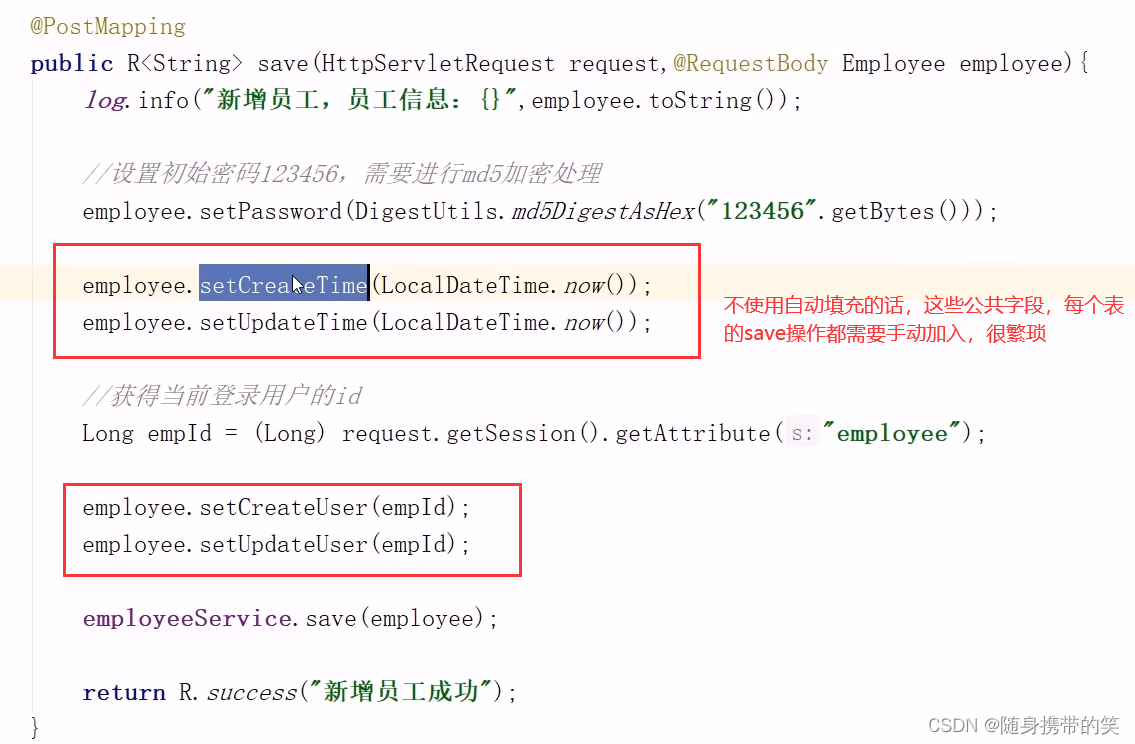 @PostMapping
public R<String> save(HttpServletRequest request,@RequestBody Employee employee){
log.info("新增员工，员工信息：{}",employee.toString());
//设置初始密码123456，需要进行md5加密处理
employee.setPassword(DigestUtils.md5DigestAsHex("123456".getBytes()));
employee.setCreateTime(LocalDateTime.now());
employee.setUpdateTime(LocalDateTime.now());
不使用自动填充的话，这些公共字段，每个表
的save操作都需要手动加入，很繁琐
//获得当前登录用户的id
Long empId = (Long) request.getSession().getAttribute( s: "employee");
employee.setCreateUser(empId);
employee.setUpdateUser(empId);
employeeService.save(employee);
return R.success("新增员工成功");
}
CSDN @随身携带的笑